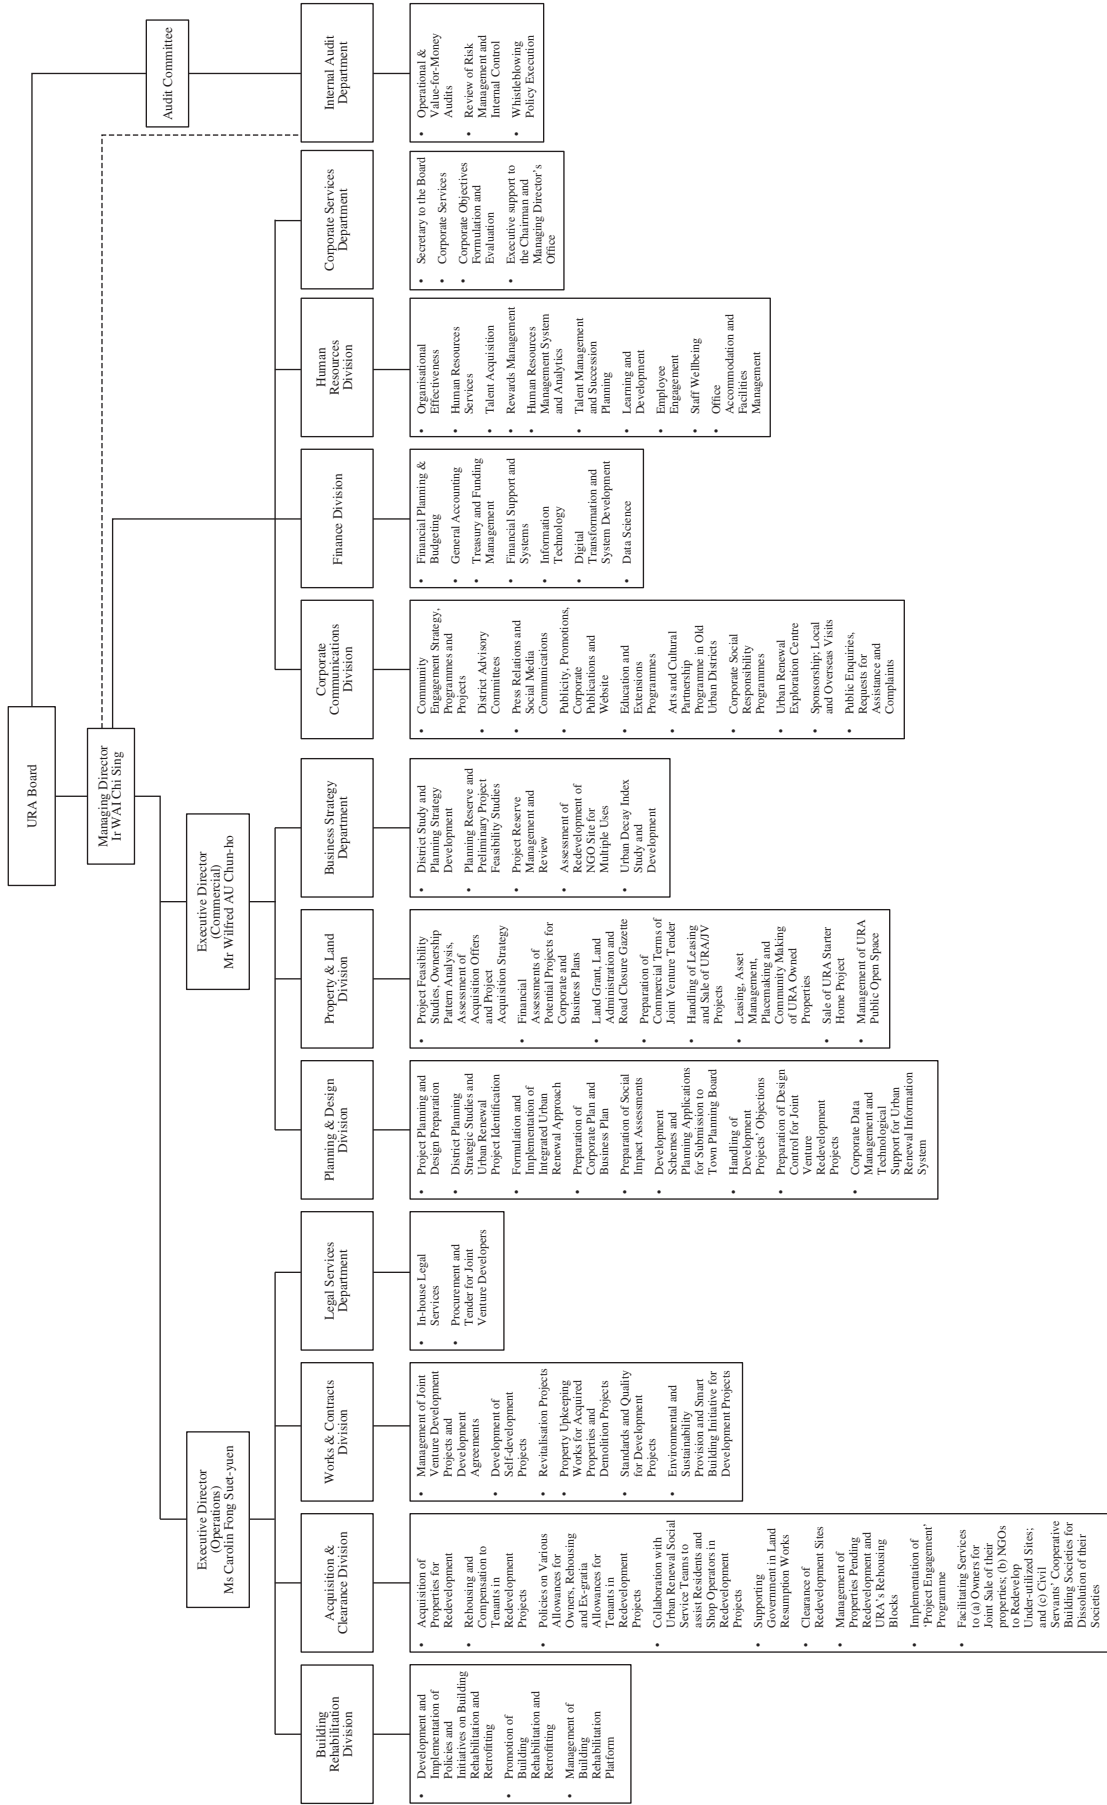 URA Board
Managing Director
Ir WAI Chi Sing
Audit Committee
Executive Director
(Operations)
Ms Carolin Fong Suet-yuen
Executive Director
(Commercial)
Mr Wilfred AU Chun-ho
Building
Rehabilitation
Division
• Development and
Implementation of
Policies and
Initiatives on Building
Rehabilitation and
Retrofitting
• Promotion of
Building
Rehabilitation and
Retrofitting
• Management of
Building
Rehabilitation
Platform
Acquisition &
Clearance Division
• Acquisition of
Properties for
Redevelopment
• Rehousing and
Compensation to
Tenants in
Redevelopment
Projects
• Policies on Various
Allowances for
Owners, Rehousing
and Ex-gratia
Allowances for
Tenants in
Redevelopment
Projects
• Collaboration with
Urban Renewal Social
Service Teams to
assist Residents and
Shop Operators in
Redevelopment
Projects
• Supporting
Government in Land
Resumption Works
• Clearance of
Redevelopment Sites
• Management of
Properties Pending
Redevelopment and
URA's Rehousing
Blocks
• Implementation of
'Project Engagement'
Programme
• Facilitating Services
to (a) Owners for
Joint Sale of their
properties; (b) NGOs
to Redevelop
Under-utilized Sites;
and (c) Civil
Servants' Cooperative
Building Societies for
Dissolution of their
Societies
Works & Contracts
Division
• Management of Joint
Venture Development
Projects and
Development
Agreements
• Development of
Self-development
Projects
• Revitalisation Projects
• Property Upkeeping
Works for Acquired
Properties and
Demolition Projects
• Standards and Quality
for Development
Projects
• Environmental and
Sustainability
Provision and Smart
Building Initiative for
Development Projects
Legal Services
Department
• In-house Legal
Services
• Procurement and
Tender for Joint
Venture Developers
Planning & Design
Division
• Project Planning and
Design Preparation
• District Planning
Strategic Studies and
Urban Renewal
Project Identification
• Formulation and
Implementation of
Integrated Urban
Renewal Approach
• Preparation of
Corporate Plan and
Business Plan
• Preparation of Social
Impact Assessments
• Development
Schemes and
Planning Applications
for Submission to
Town Planning Board
• Handling of
Development
Projects' Objections
• Preparation of Design
Control for Joint
Venture
Redevelopment
Projects
• Corporate Data
Management and
Technological
Support for Urban
Renewal Information
System
Property & Land
Division
• Project Feasibility
Studies, Ownership
Pattern Analysis,
Assessment of
Acquisition Offers
and Project
Acquisition Strategy
• Financial
Assessments of
Potential Projects for
Corporate and
Business Plans
• Land Grant, Land
Administration and
Road Closure Gazette
• Preparation of
Commercial Terms of
Joint Venture Tender
• Handling of Leasing
and Sale of URA/JV
Projects
• Leasing, Asset
Management,
Placemaking and
Community Making
of URA Owned
Properties
• Sale of URA Starter
Home Project
• Management of URA
Public Open Space
Business Strategy
Department
• District Study and
Planning Strategy
Development
• Planning Reserve and
Preliminary Project
Feasibility Studies
• Project Reserve
Management and
Review
• Assessment of
Redevelopment of
NGO Site for
Multiple Uses
• Urban Decay Index
Study and
Development
Corporate
Communications
Division
• Community
Engagement Strategy,
Programmes and
Projects
• District Advisory
Committees
• Press Relations and
Social Media
Communications
• Publicity, Promotions,
Corporate
Publications and
Website
• Education and
Extensions
Programmes
• Arts and Cultural
Partnership
Programme in Old
Urban Districts
• Corporate Social
Responsibility
Programmes
• Urban Renewal
Exploration Centre
• Sponsorship; Local
and Overseas Visits
• Public Enquiries,
Requests for
Assistance and
Complaints
Finance Division
• Financial Planning &
Budgeting
• General Accounting
• Treasury and Funding
Management
• Financial Support and
Systems
• Information
Technology
• Digital
Transformation and
System Development
• Data Science
Human
Resources
Division
• Organisational
Effectiveness
• Human Resources
Services
• Talent Acquisition
• Rewards Management
• Human Resources
Management System
and Analytics
• Talent Management
and Succession
Planning
• Learning and
Development
• Employee
Engagement
• Staff Wellbeing
• Office
Accommodation and
Facilities
Management
Corporate Services
Department
• Secretary to the Board
• Corporate Services
• Corporate Objectives
Formulation and
Evaluation
• Executive support to
the Chairman and
Managing Director's
Office
Internal Audit
Department
• Operational &
Value-for-Money
Audits
• Review of Risk
Management and
Internal Control
• Whistleblowing
Policy Execution